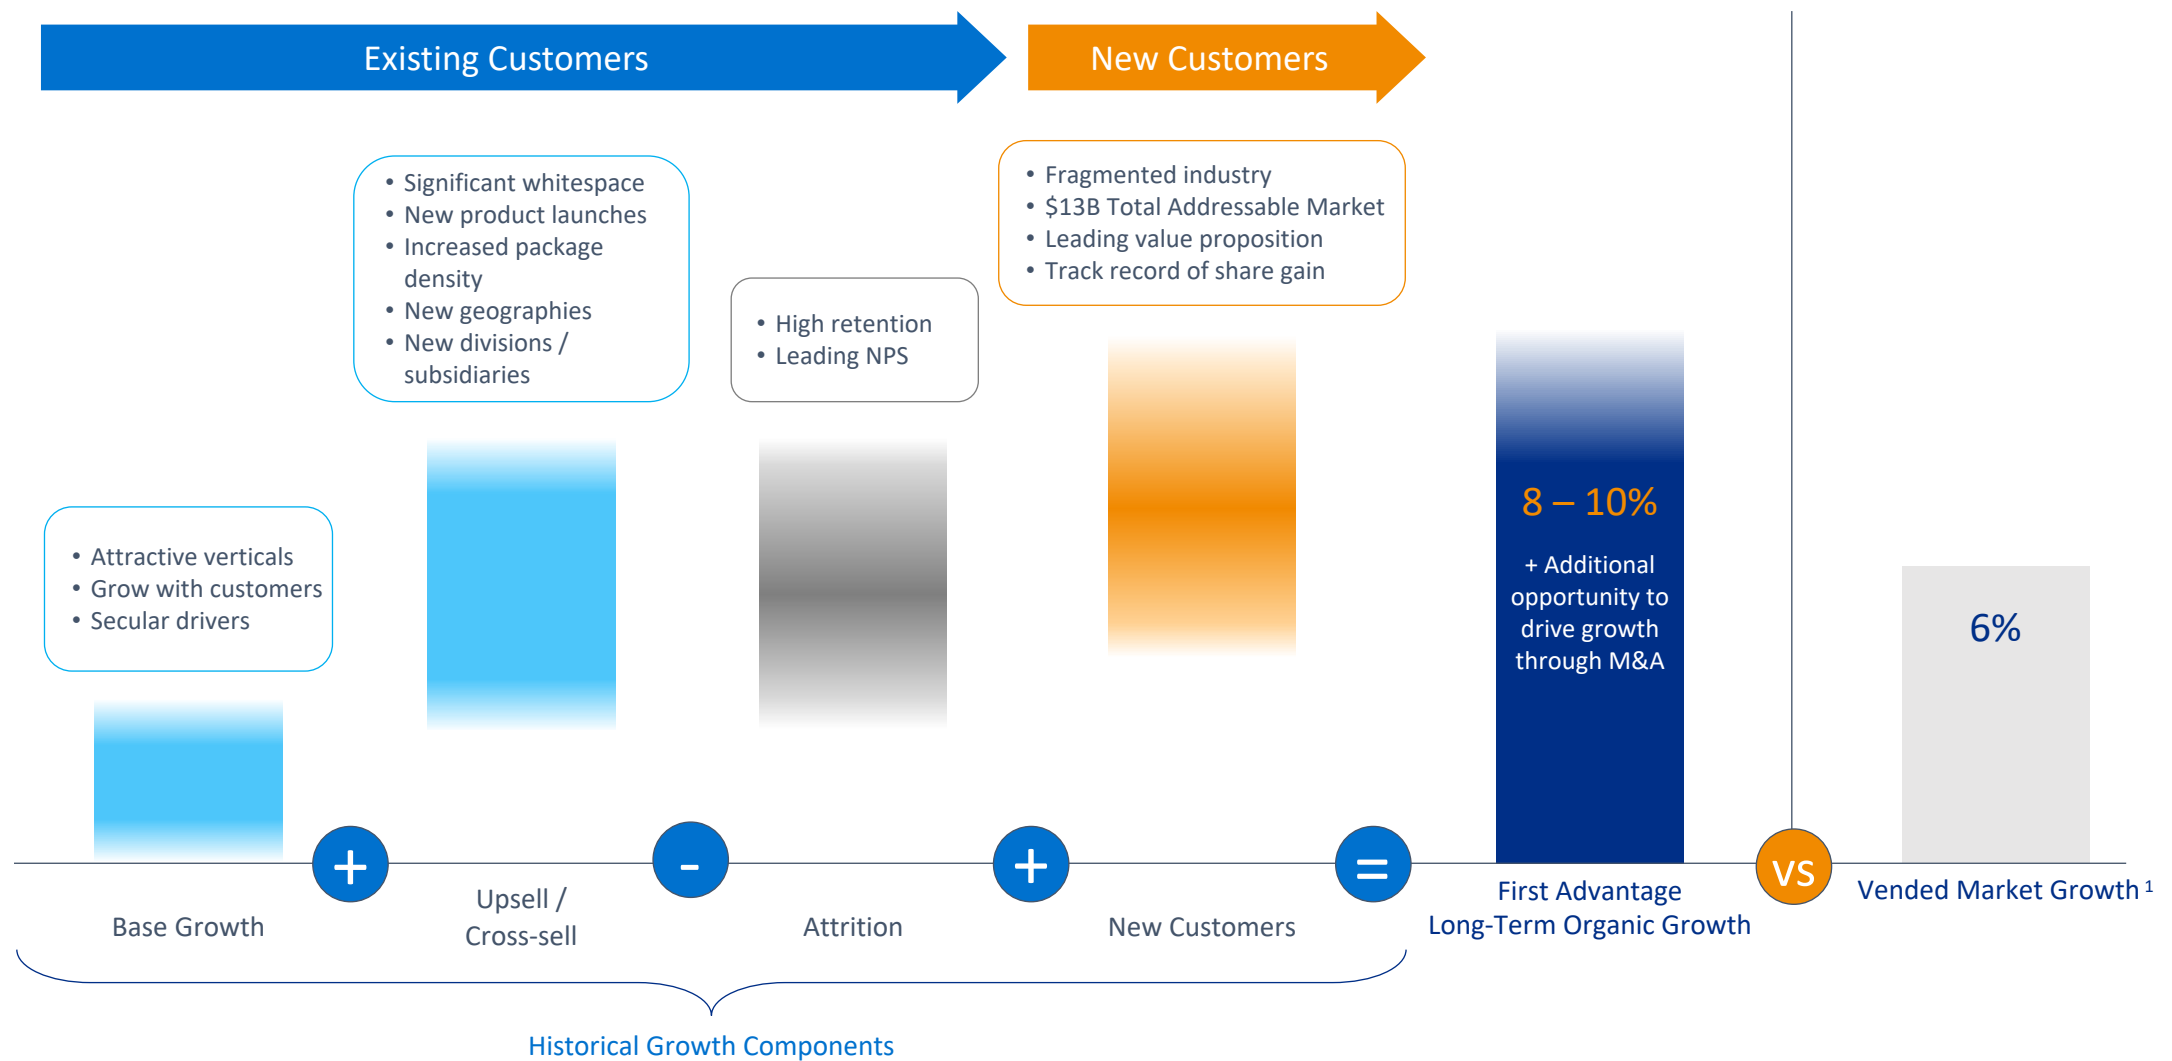 Existing Customers
New Customers
• Significant whitespace
• New product launches
• Increased package
density
• New geographies
• New divisions /
subsidiaries
• Fragmented industry
• $13B Total Addressable Market
• Leading value proposition
• Track record of share gain
• High retention
• Leading NPS
• Attractive verticals
• Grow with customers
• Secular drivers
8 – 10%
+ Additional
opportunity to
drive growth
through M&A
6%
+
-
+
=
vs
Base Growth
Upsell /
Cross-sell
Attrition
New Customers
First Advantage
Long-Term Organic Growth
Vended Market Growth 1
Historical Growth Components